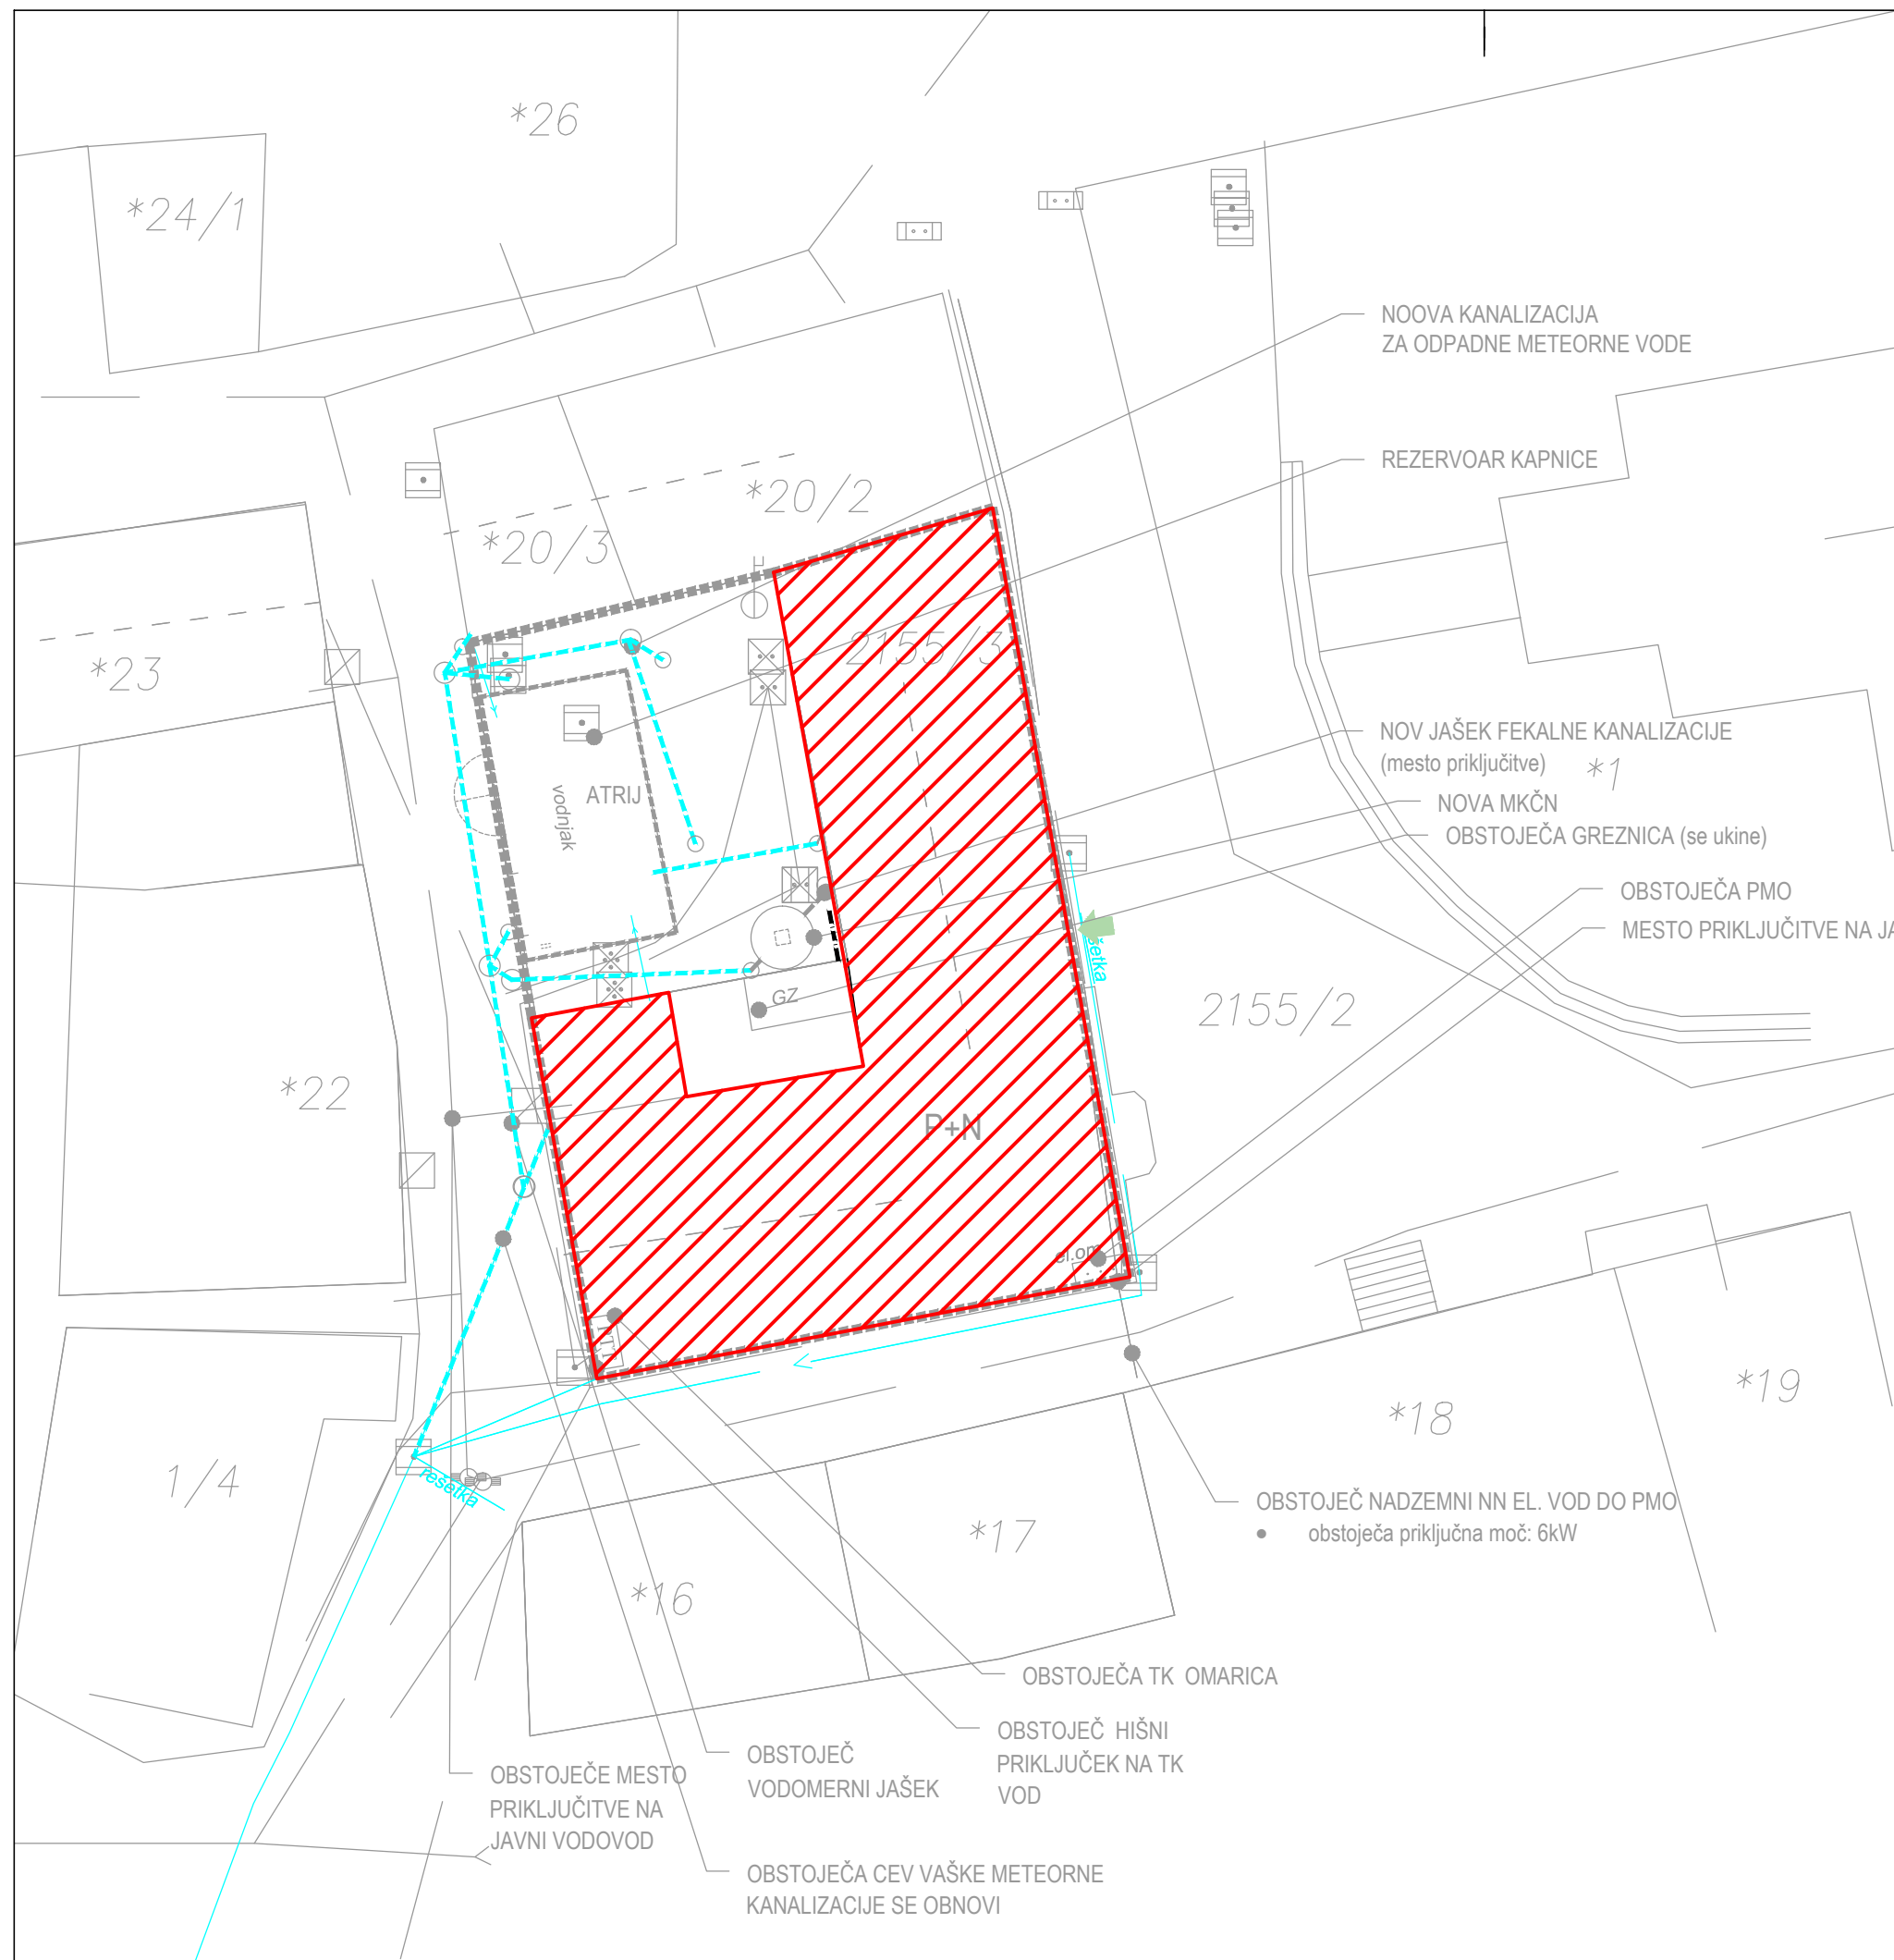 *26
*24/1
NOOVA KANALIZACIJA
ZA ODPADNE METEORNE VODE
REZERVOAR KAPNICE
*20/2
*20/3
2155/3
*23
NOV JAŠEK FEKALNE KANALIZACIJE
(mesto priključitve)
*1
NOVA MKČN
OBSTOJEČA GREZNICA (se ukine)
ATRIJ
vodnjak
OBSTOJEČA PMO
MESTO PRIKLJUČITVE NA JA
šetka
GZ
2155/2
*22
P+N
el.om
*19
*18
1/4
rešetka
OBSTOJEČ NADZEMNI NN EL. VOD DO PMO
• obstoječa priključna moč: 6kW
*17
*16
OBSTOJEČA TK OMARICA
OBSTOJEČ HIŠNI
PRIKLJUČEK NA TK
VOD
OBSTOJEČ
VODOMERNI JAŠEK
OBSTOJEČE MESTO
PRIKLJUČITVE NA
JAVNI VODOVOD
OBSTOJEČA CEV VAŠKE METEORNE
KANALIZACIJE SE OBNOVI